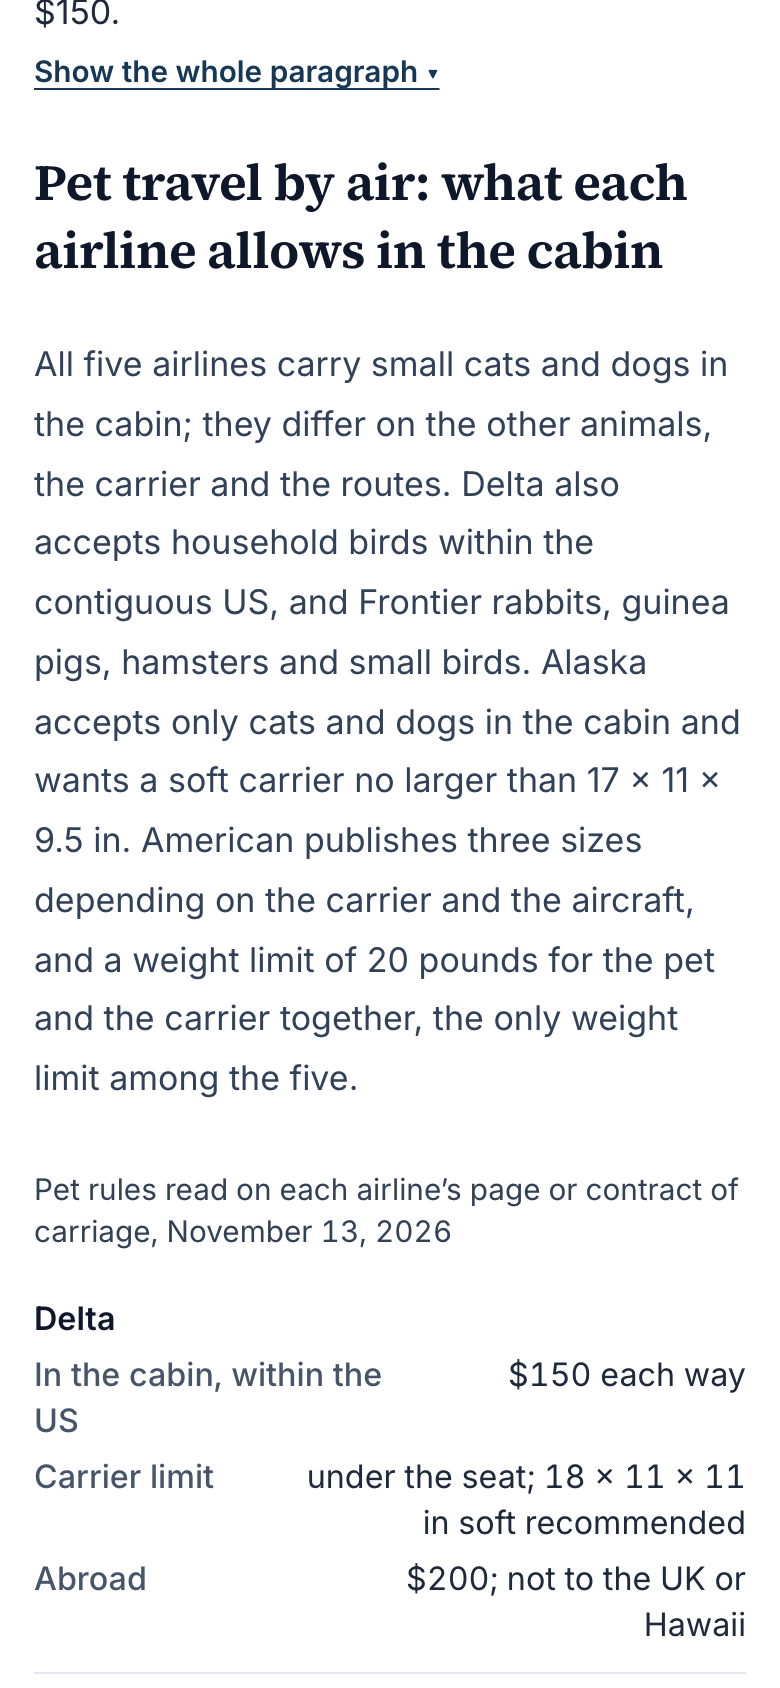 $150.
Show the whole paragraph ▾
Pet travel by air: what each
airline allows in the cabin
All five airlines carry small cats and dogs in
the cabin; they differ on the other animals,
the carrier and the routes. Delta also
accepts household birds within the
contiguous US, and Frontier rabbits, guinea
pigs, hamsters and small birds. Alaska
accepts only cats and dogs in the cabin and
wants a soft carrier no larger than 17 × 11 ×
9.5 in. American publishes three sizes
depending on the carrier and the aircraft,
and a weight limit of 20 pounds for the pet
and the carrier together, the only weight
limit among the five.
Pet rules read on each airline’s page or contract of
carriage, November 13, 2026
Delta
In the cabin, within the US
$150 each way
Carrier limit
under the seat; 18 × 11 × 11
in soft recommended
Abroad
$200; not to the UK or
Hawaii